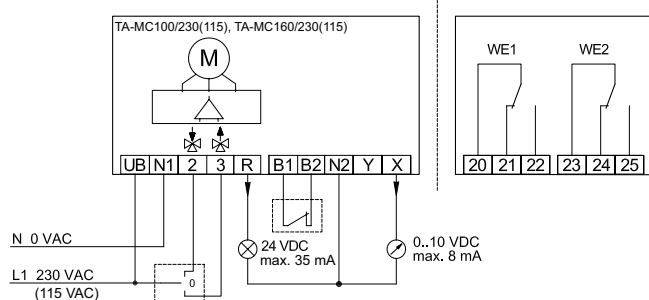 TA-MC100/230(115), TA-MC160/230(115)
M
UB N1 2 3 R B1 B2 N2 Y X
WE1 WE2
20 21 22 23 24 25
N 0 VAC
24 VDC
max. 35 mA
0..10 VDC
max. 8 mA
L1 230 VAC
(115 VAC)
0